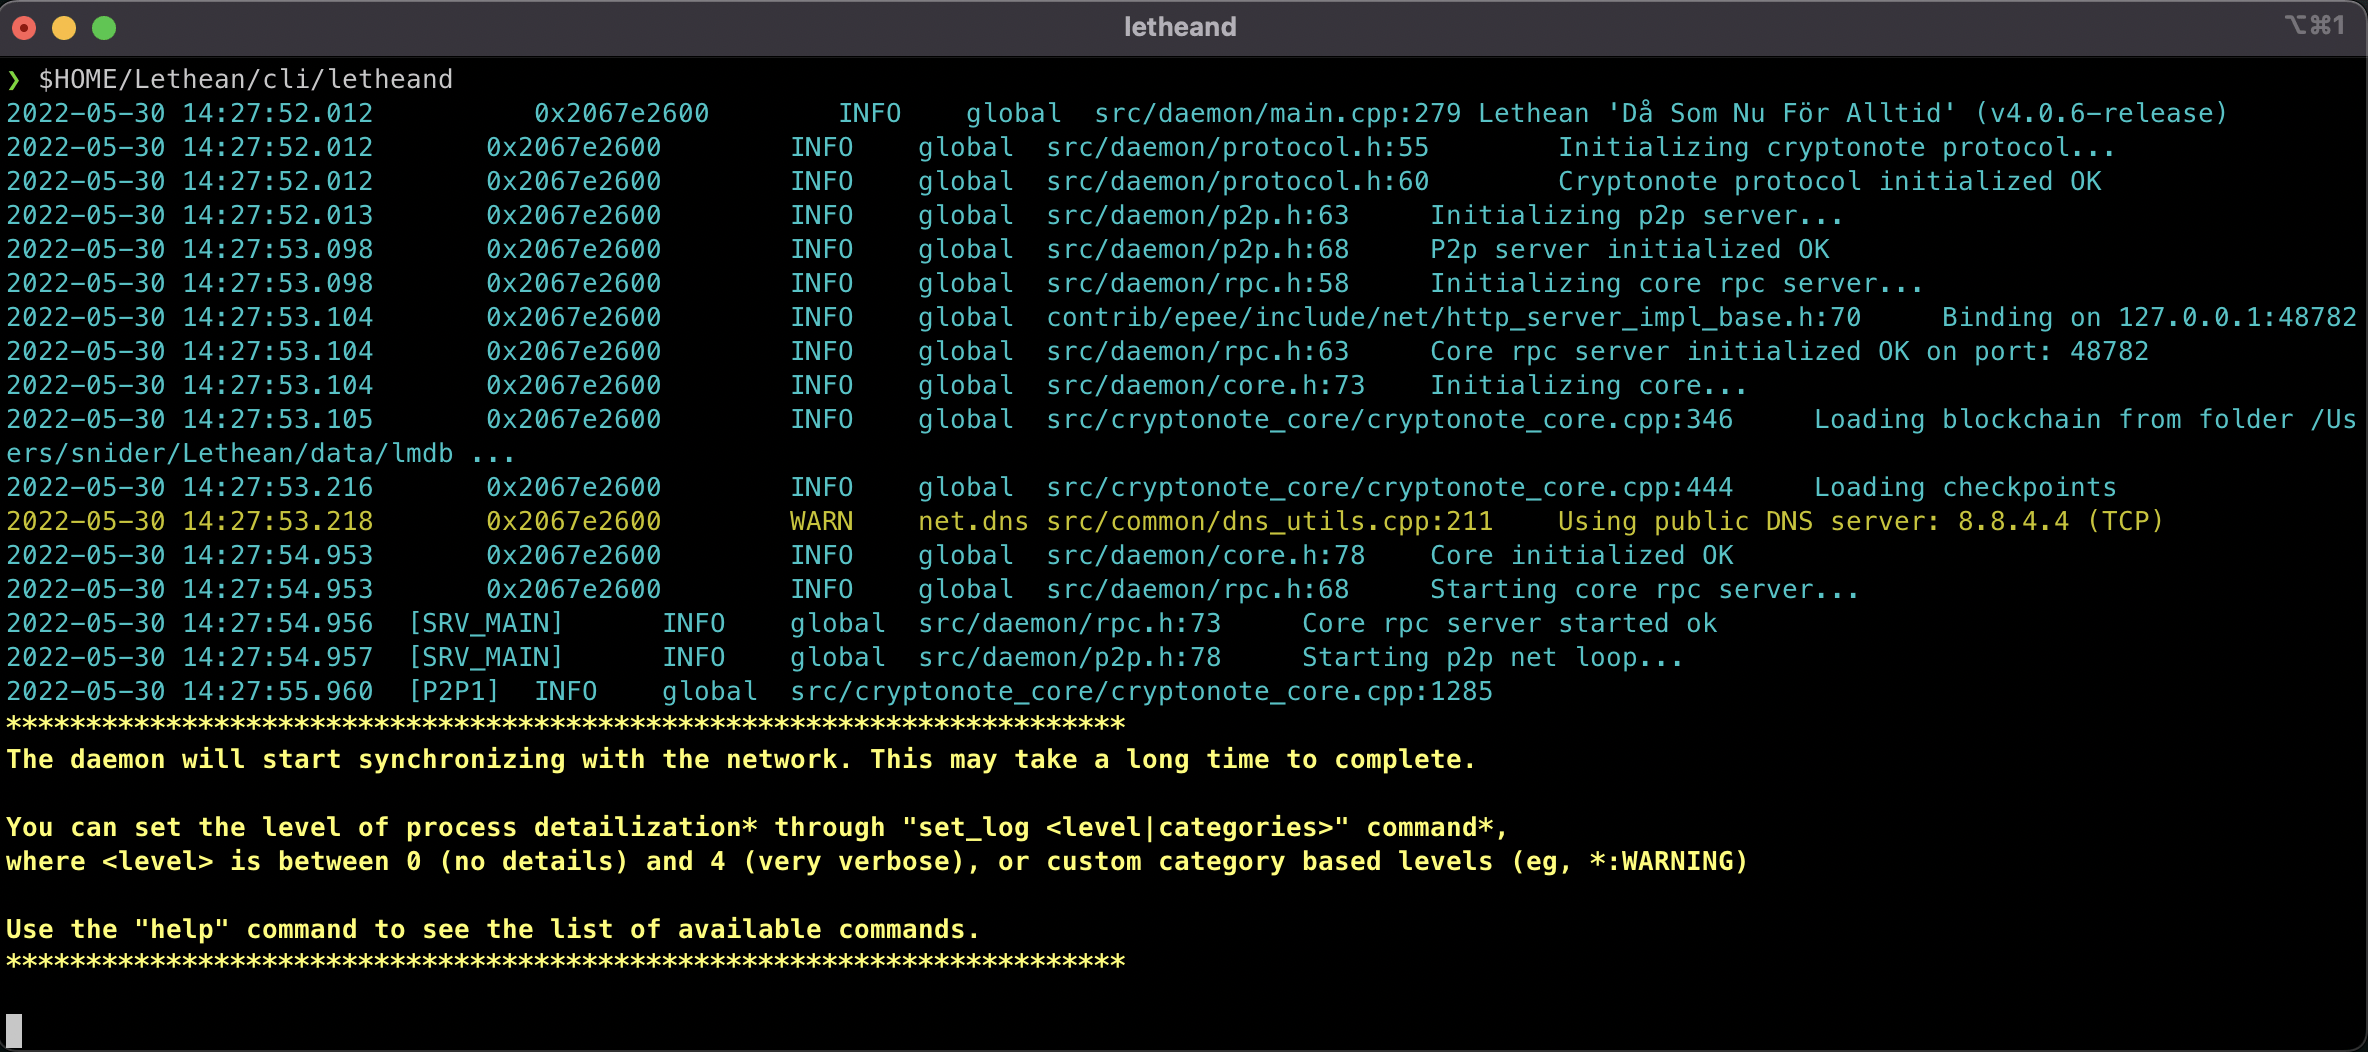 letheand
⌥⌘1
❯ $HOME/Lethean/cli/letheand
2022-05-30 14:27:52.012 0x2067e2600 INFO global src/daemon/main.cpp:279 Lethean 'Då Som Nu För Alltid' (v4.0.6-release)
2022-05-30 14:27:52.012 0x2067e2600 INFO global src/daemon/protocol.h:55 Initializing cryptonote protocol...
2022-05-30 14:27:52.012 0x2067e2600 INFO global src/daemon/protocol.h:60 Cryptonote protocol initialized OK
2022-05-30 14:27:52.013 0x2067e2600 INFO global src/daemon/p2p.h:63 Initializing p2p server...
2022-05-30 14:27:53.098 0x2067e2600 INFO global src/daemon/p2p.h:68 P2p server initialized OK
2022-05-30 14:27:53.098 0x2067e2600 INFO global src/daemon/rpc.h:58 Initializing core rpc server...
2022-05-30 14:27:53.104 0x2067e2600 INFO global contrib/epee/include/net/http_server_impl_base.h:70 Binding on 127.0.0.1:48782
2022-05-30 14:27:53.104 0x2067e2600 INFO global src/daemon/rpc.h:63 Core rpc server initialized OK on port: 48782
2022-05-30 14:27:53.104 0x2067e2600 INFO global src/daemon/core.h:73 Initializing core...
2022-05-30 14:27:53.105 0x2067e2600 INFO global src/cryptonote_core/cryptonote_core.cpp:346 Loading blockchain from folder /Us
ers/snider/Lethean/data/lmdb ...
2022-05-30 14:27:53.216 0x2067e2600 INFO global src/cryptonote_core/cryptonote_core.cpp:444 Loading checkpoints
2022-05-30 14:27:53.218 0x2067e2600 WARN net.dns src/common/dns_utils.cpp:211 Using public DNS server: 8.8.4.4 (TCP)
2022-05-30 14:27:54.953 0x2067e2600 INFO global src/daemon/core.h:78 Core initialized OK
2022-05-30 14:27:54.953 0x2067e2600 INFO global src/daemon/rpc.h:68 Starting core rpc server...
2022-05-30 14:27:54.956 [SRV_MAIN] INFO global src/daemon/rpc.h:73 Core rpc server started ok
2022-05-30 14:27:54.957 [SRV_MAIN] INFO global src/daemon/p2p.h:78 Starting p2p net loop...
2022-05-30 14:27:55.960 [P2P1] INFO global src/cryptonote_core/cryptonote_core.cpp:1285
**********************************************************************
The daemon will start synchronizing with the network. This may take a long time to complete.
You can set the level of process detailization* through "set_log <level|categories>" command*,
where <level> is between 0 (no details) and 4 (very verbose), or custom category based levels (eg, *:WARNING)
Use the "help" command to see the list of available commands.
**********************************************************************